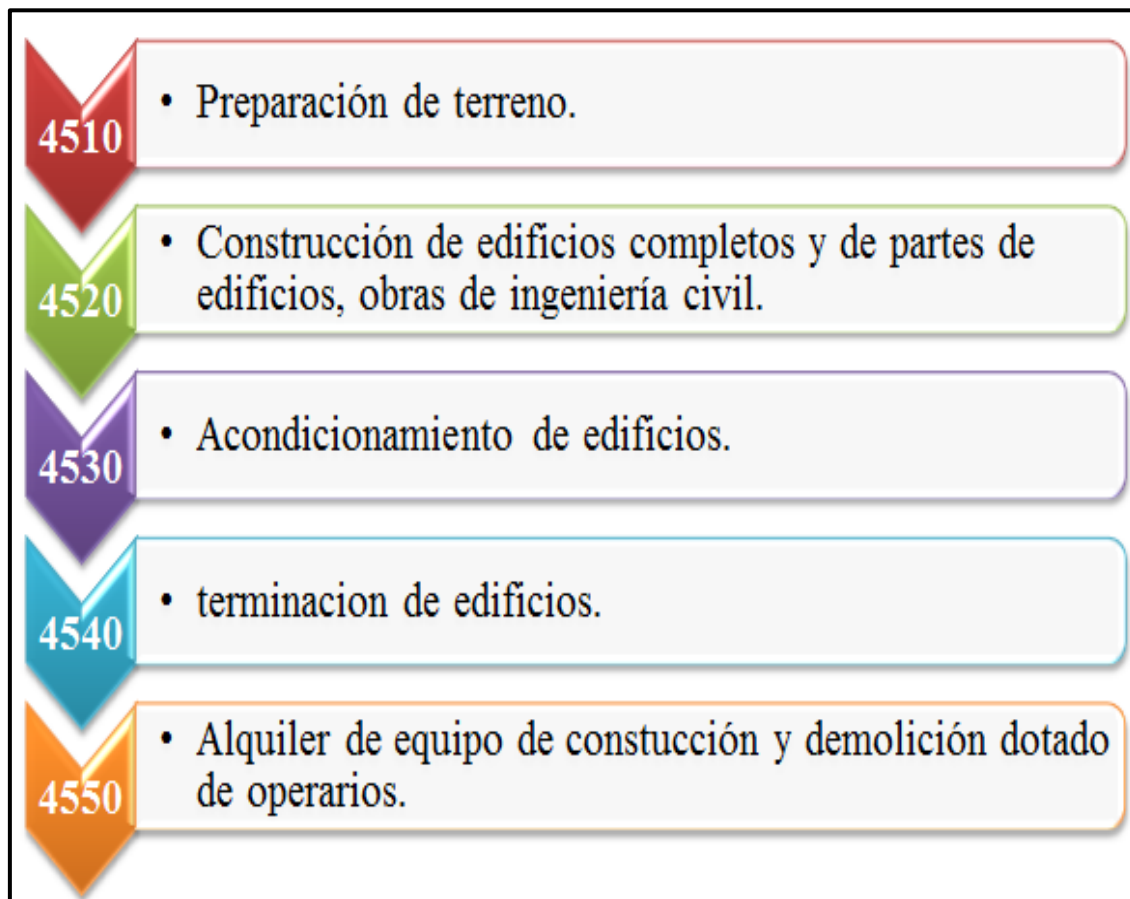 4510
• Preparación de terreno.
4520
• Construcción de edificios completos y de partes de
edificios, obras de ingeniería civil.
4530
• Acondicionamiento de edificios.
4540
• terminacion de edificios.
4550
• Alquiler de equipo de constucción y demolición dotado
de operarios.